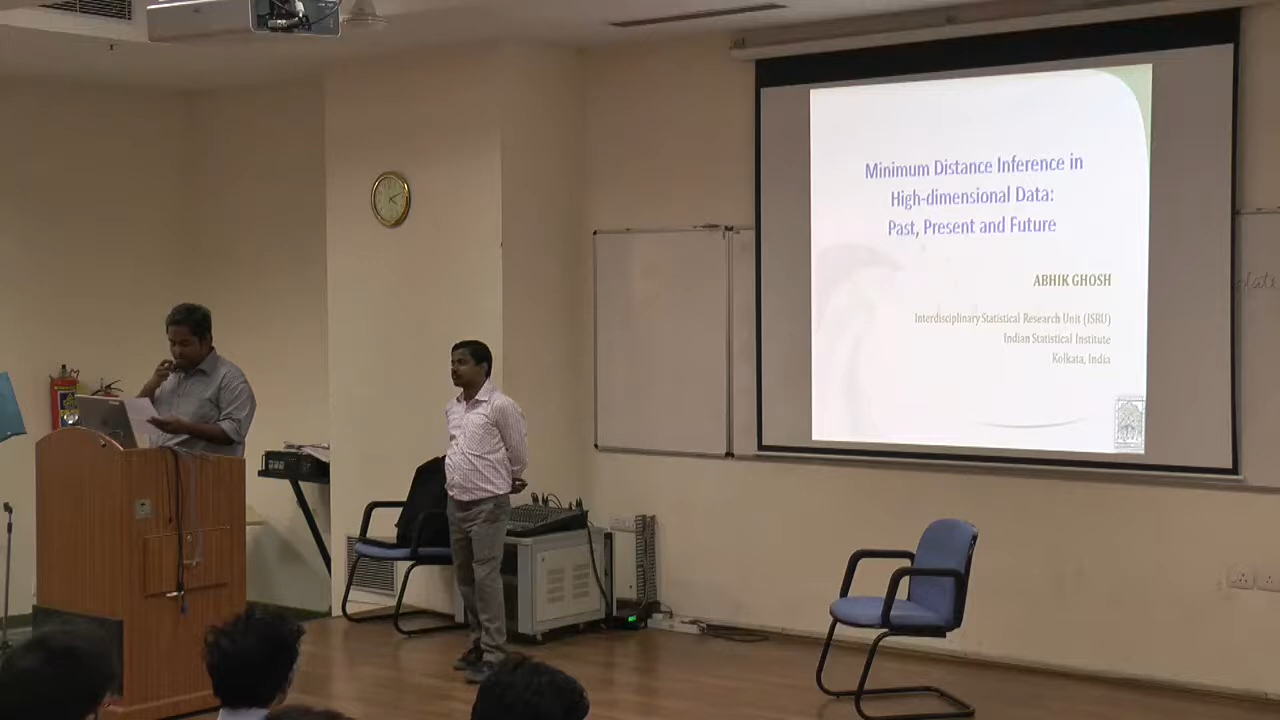 Minimum Distance Inference in
High-dimensional Data:
Past, Present and Future
ABHIK GHOSH
Interdisciplinary Statistical Research Unit (ISRU)
Indian Statistical Institute
Kolkata, India